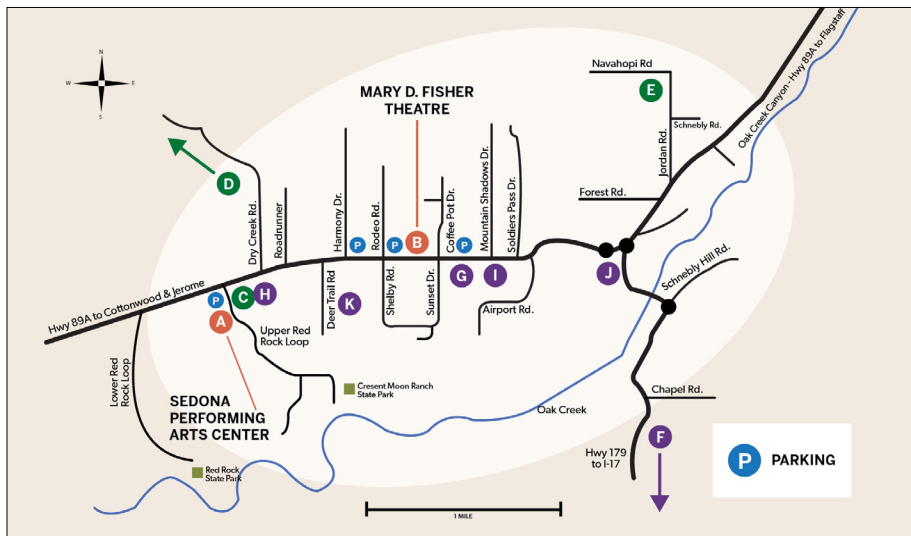 N
W
E
S
MARY D. FISHER
THEATRE
Navahopi Rd
E
Schnebly Rd.
Jordan Rd.
Forest Rd.
Oak Creek Canyon - Hwy 89A to Flagstaff
D
Dry Creek Rd.
Roadrunner
Harmony Dr.
P
Rodeo Rd.
P
B
Coffee Pot Dr.
P
Mountain Shadows Dr.
Soldiers Pass Dr.
J
Schnebly Hill Rd.
Hwy 89A to Cottonwood & Jerome
P
A
C
H
Deer Trail Rd
K
Shelby Rd.
Sunset Dr.
G
I
Airport Rd.
Upper Red
Rock Loop
Lower Red
Rock Loop
Cresent Moon Ranch
State Park
SEDONA
PERFORMING
ARTS CENTER
Oak Creek
Chapel Rd.
F
Hwy 179
to I-17
Red Rock
State Park
P
PARKING
1 MILE